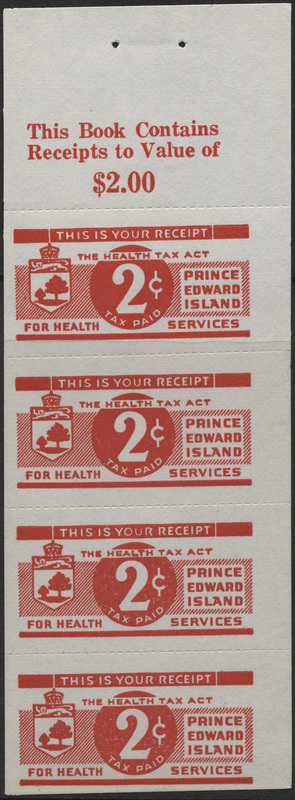 This Book Contains
Receipts to Value of
$2.00
THIS IS YOUR RECEIPT
THE HEALTH TAX ACT
2¢
PRINCE
EDWARD
ISLAND
TAX PAID
FOR HEALTH SERVICES
THIS IS YOUR RECEIPT
THE HEALTH TAX ACT
2¢
PRINCE
EDWARD
ISLAND
TAX PAID
FOR HEALTH SERVICES
THIS IS YOUR RECEIPT
THE HEALTH TAX ACT
2¢
PRINCE
EDWARD
ISLAND
TAX PAID
FOR HEALTH SERVICES
THIS IS YOUR RECEIPT
THE HEALTH TAX ACT
2¢
PRINCE
EDWARD
ISLAND
TAX PAID
FOR HEALTH SERVICES